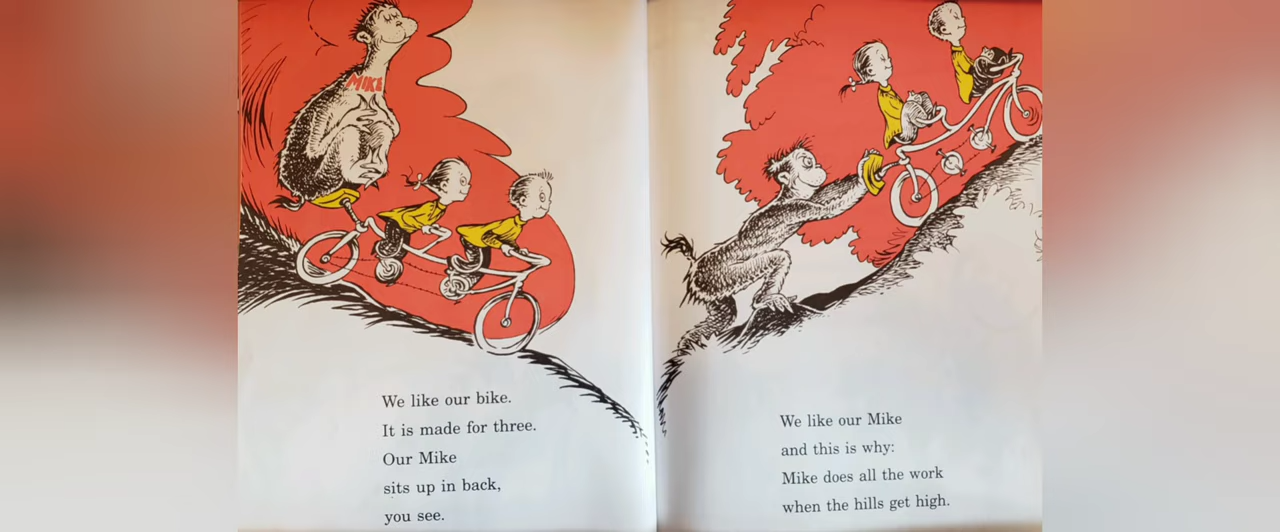 MIKE
We like our bike.
It is made for three.
Our Mike
sits up in back,
you see.
We like our Mike
and this is why:
Mike does all the work
when the hills get high.